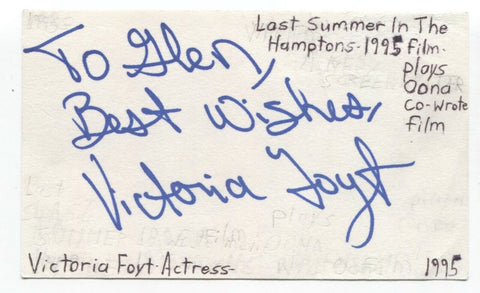 Last Summer In The
Hamptons-1995 Film-
plays
Oona
Co-wrote
film
To Glen,
Best Wishes,
Victoria Foyt
Victoria Foyt-Actress-
1995